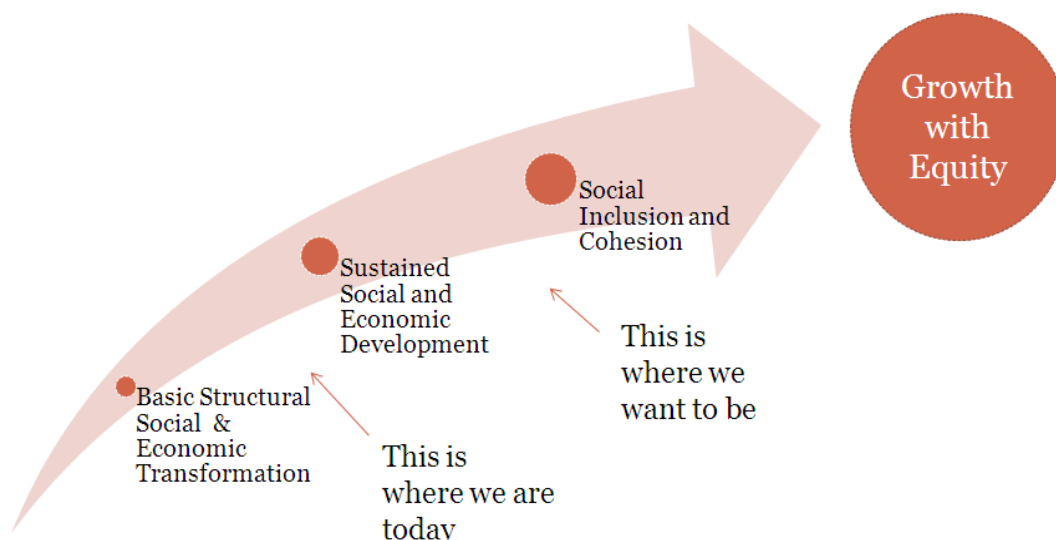 Growth
with
Equity
Social
Inclusion and
Cohesion
Sustained
Social and
Economic
Development
This is
where we
want to be
Basic Structural
Social &
Economic
Transformation
This is
where we are
today